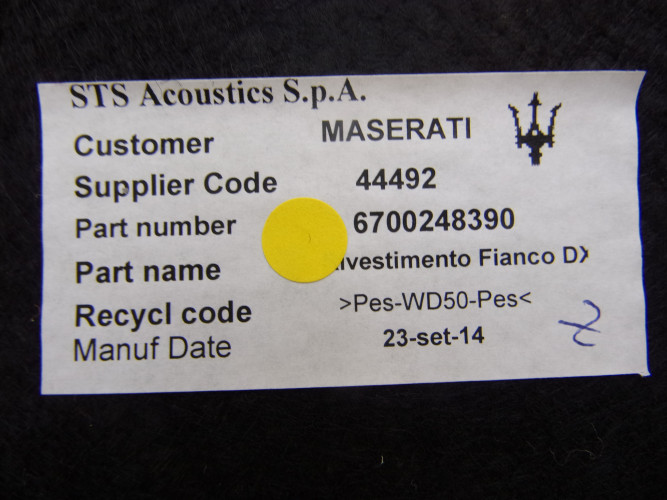 STS Acoustics S.p.A.
Customer MASERATI
Supplier Code 44492
Part number 6700248390
Part name Fianco DX
Recycl code >Pes-WD50-Pes<
Manuf Date 23-set-14